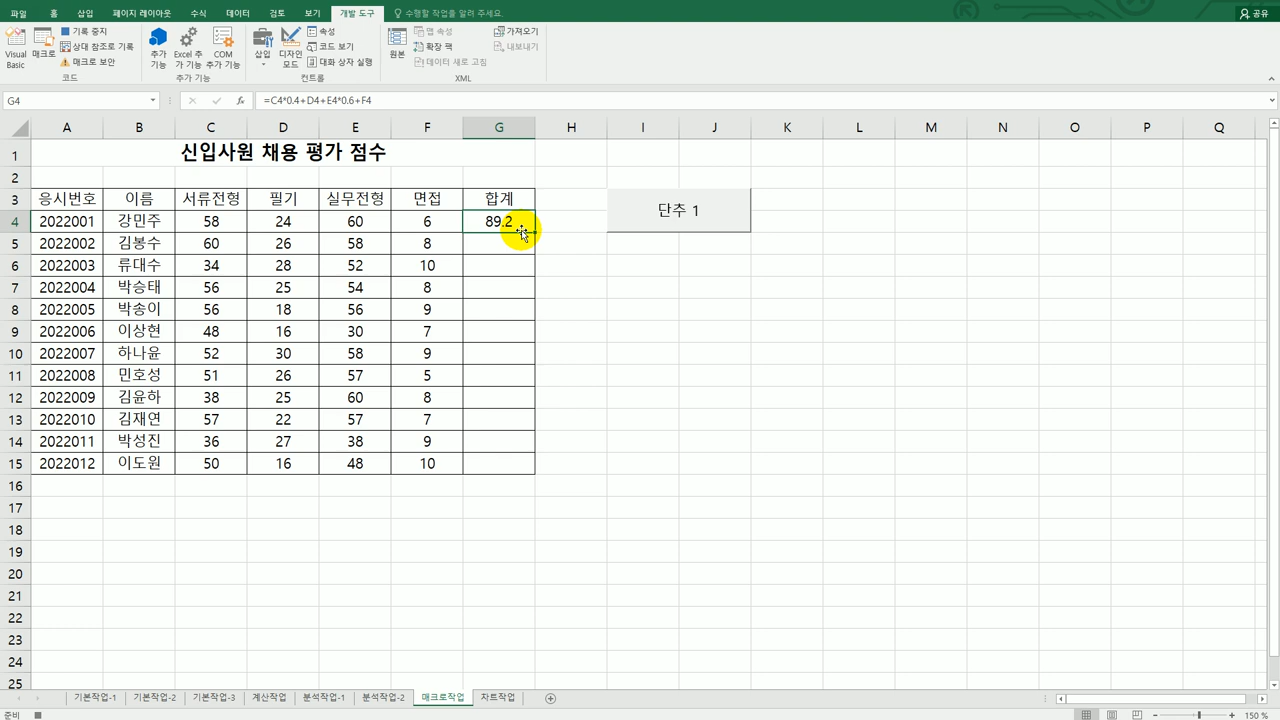 파일 홈 삽입 페이지 레이아웃 수식 데이터 검토 보기 개발 도구 수행할 작업을 알려 주세요. 공유
Visual Basic 매크로 기록 중지 상대 참조로 기록 매크로 보안 코드
추가 기능 Excel 추가 기능 COM 추가 기능 추가 기능
삽입 디자인 모드 속성 코드 보기 대화 상자 실행 컨트롤
원본 맵 속성 확장 팩 데이터 새로 고침 가져오기 내보내기 XML
G4 fx =C4*0.4+D4+E4*0.6+F4
A B C D E F G H I J K L M N O P Q
1 신입사원 채용 평가 점수
2
3 응시번호 이름 서류전형 필기 실무전형 면접 합계 단추 1
4 2022001 강민주 58 24 60 6 89.2
5 2022002 김봉수 60 26 58 8
6 2022003 류대수 34 28 52 10
7 2022004 박승태 56 25 54 8
8 2022005 박송이 56 18 56 9
9 2022006 이상현 48 16 30 7
10 2022007 하나윤 52 30 58 9
11 2022008 민호성 51 26 57 5
12 2022009 김윤하 38 25 60 8
13 2022010 김재연 57 22 57 7
14 2022011 박성진 36 27 38 9
15 2022012 이도원 50 16 48 10
16
17
18
19
20
21
22
23
24
25
기본작업-1 기본작업-2 기본작업-3 계산작업 분석작업-1 분석작업-2 매크로작업 차트작업
준비 150 %